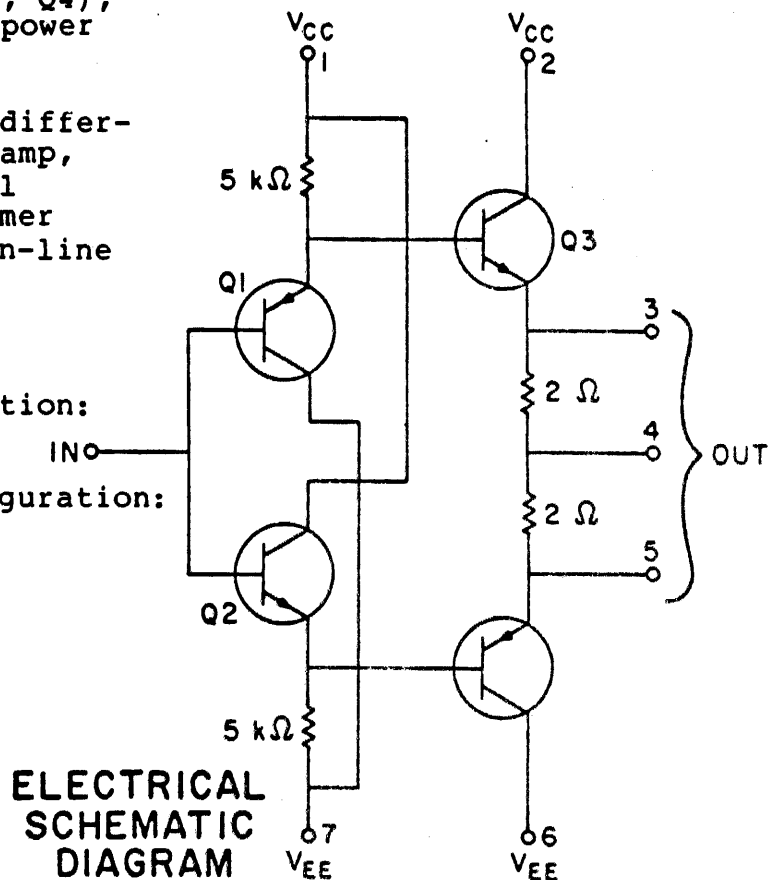 , Q4),
power
differ-
amp,
l
mer
n-line
tion:
guration:
VCC
1
VCC
2
5 kΩ
Q3
Q1
3
2 Ω
4
IN
OUT
2 Ω
5
Q2
5 kΩ
7
VEE
6
VEE
ELECTRICAL
SCHEMATIC
DIAGRAM